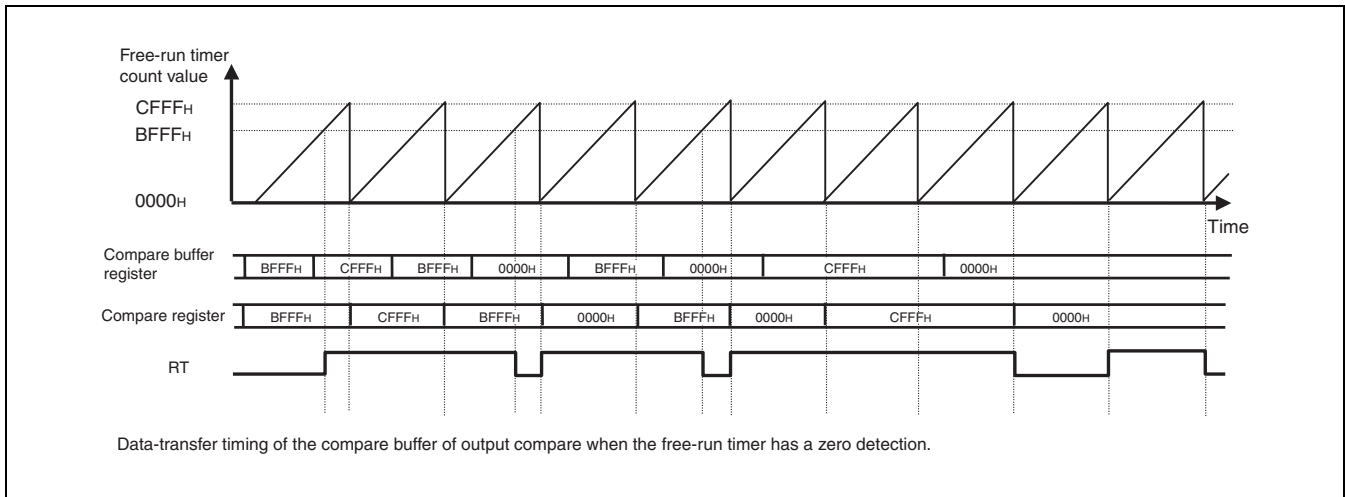 Free-run timer
count value
CFFFH
BFFFH
0000H
Time
Compare buffer
register
BFFFH CFFFH BFFFH 0000H BFFFH 0000H CFFFH 0000H
Compare register
BFFFH CFFFH BFFFH 0000H BFFFH 0000H CFFFH 0000H
RT
Data-transfer timing of the compare buffer of output compare when the free-run timer has a zero detection.